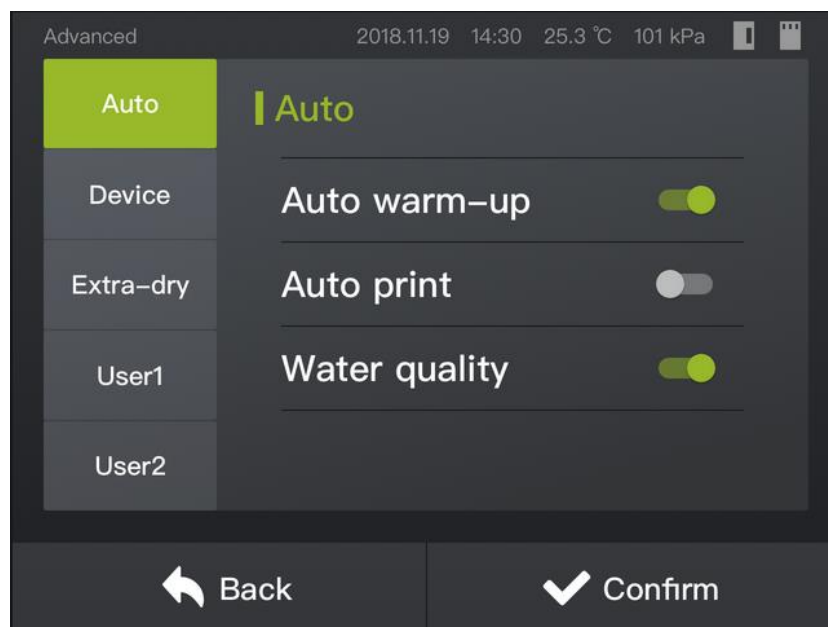 Advanced 2018.11.19 14:30 25.3 ℃ 101 kPa
Auto
Device
Extra-dry
User1
User2
Auto
Auto warm-up
Auto print
Water quality
Back
Confirm